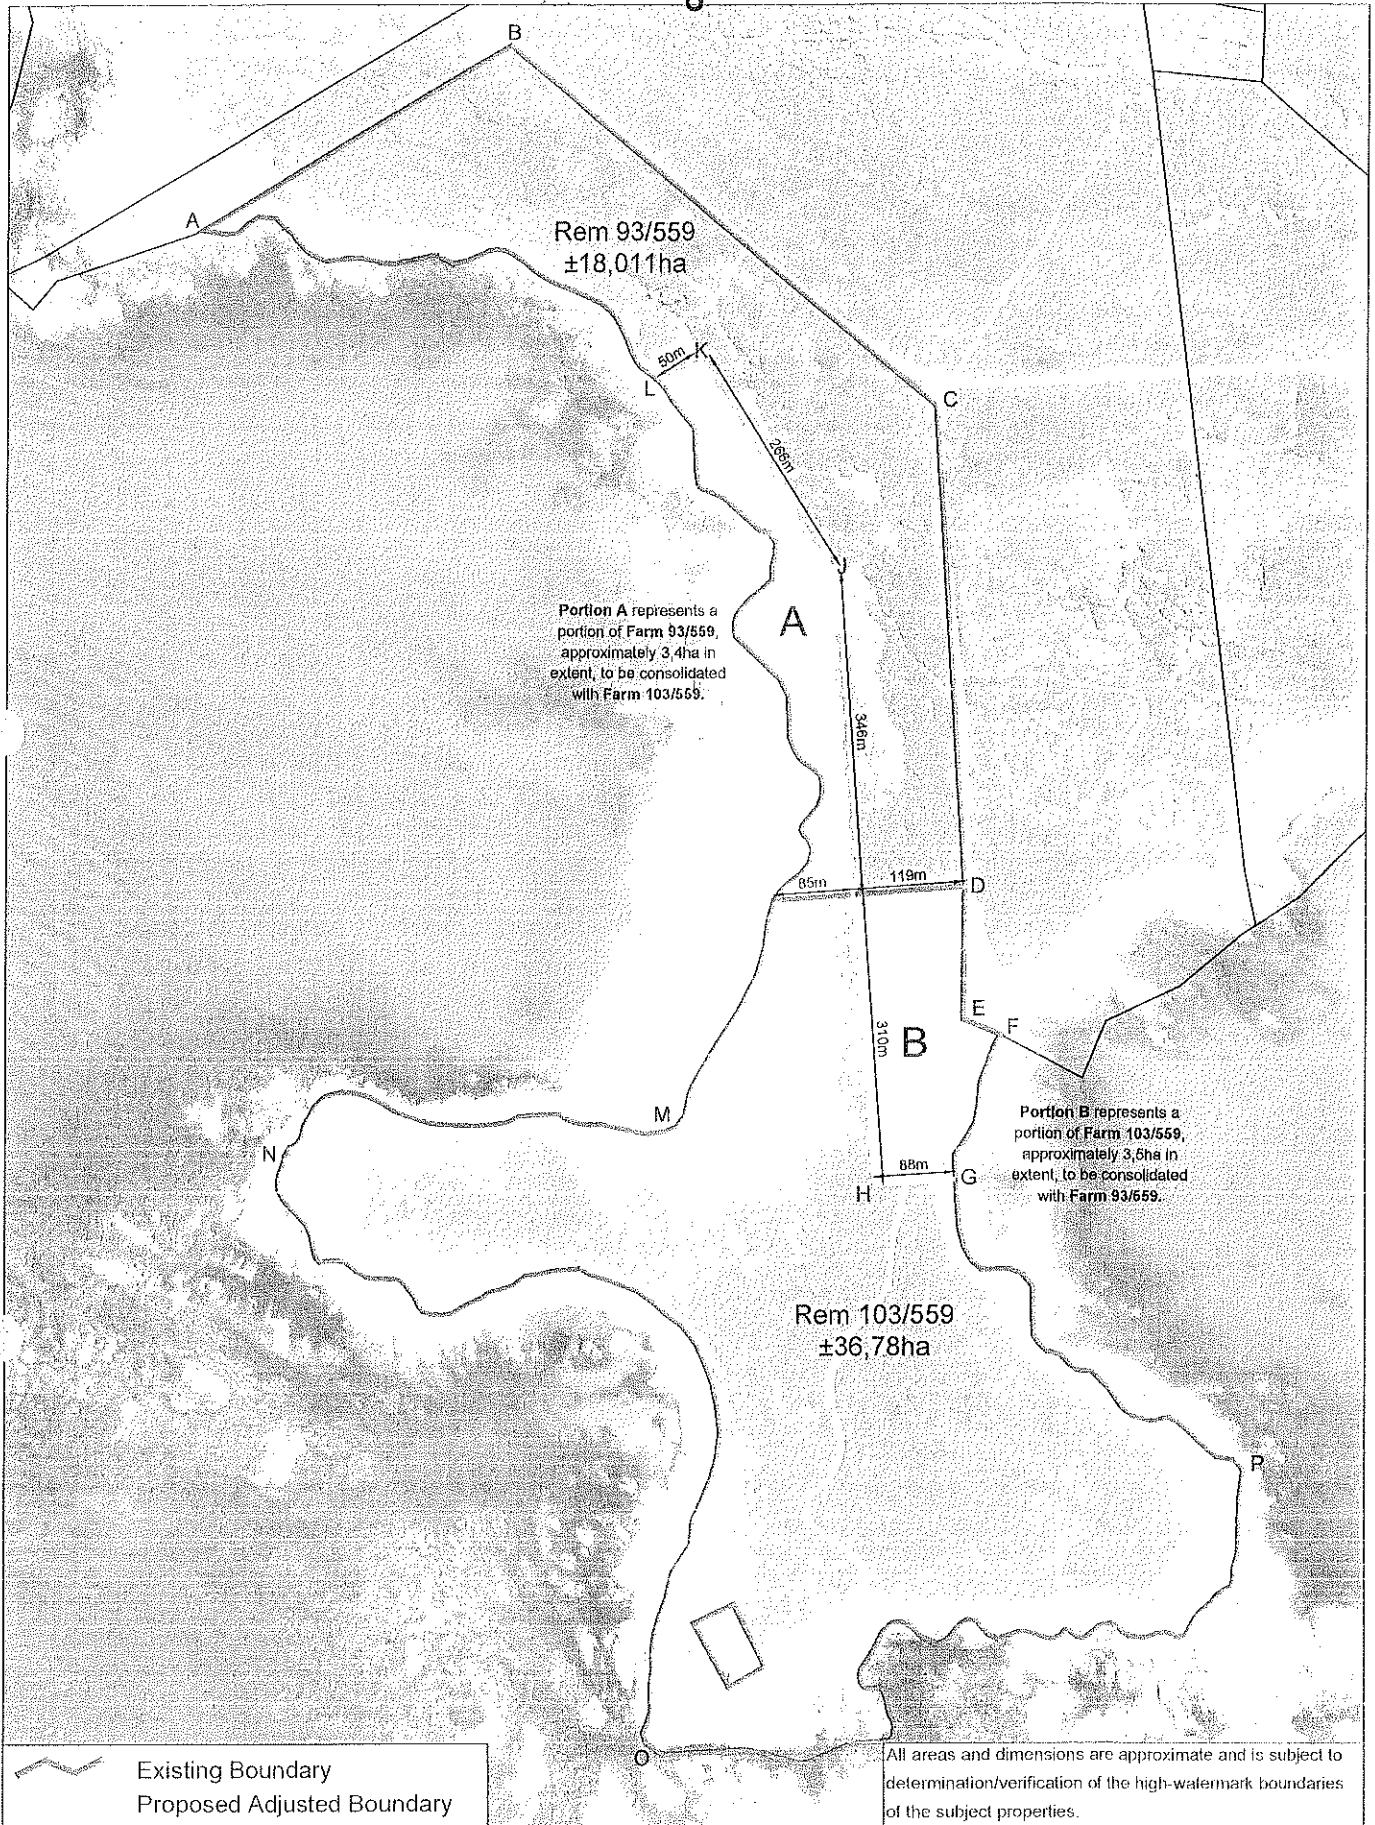 B
A
Rem 93/559
±18,011ha
50m
K
L
C
266m
J
Portion A represents a
portion of Farm 93/559,
approximately 3,4ha in
extent, to be consolidated
with Farm 103/559.
A
346m
85m
119m
D
E
F
310m
B
M
N
Portion B represents a
portion of Farm 103/559,
approximately 3,5ha in
extent, to be consolidated
with Farm 93/559.
88m
G
H
Rem 103/559
±36,78ha
P
O
Existing Boundary
Proposed Adjusted Boundary
All areas and dimensions are approximate and is subject to
determination/verification of the high-watermark boundaries
of the subject properties.